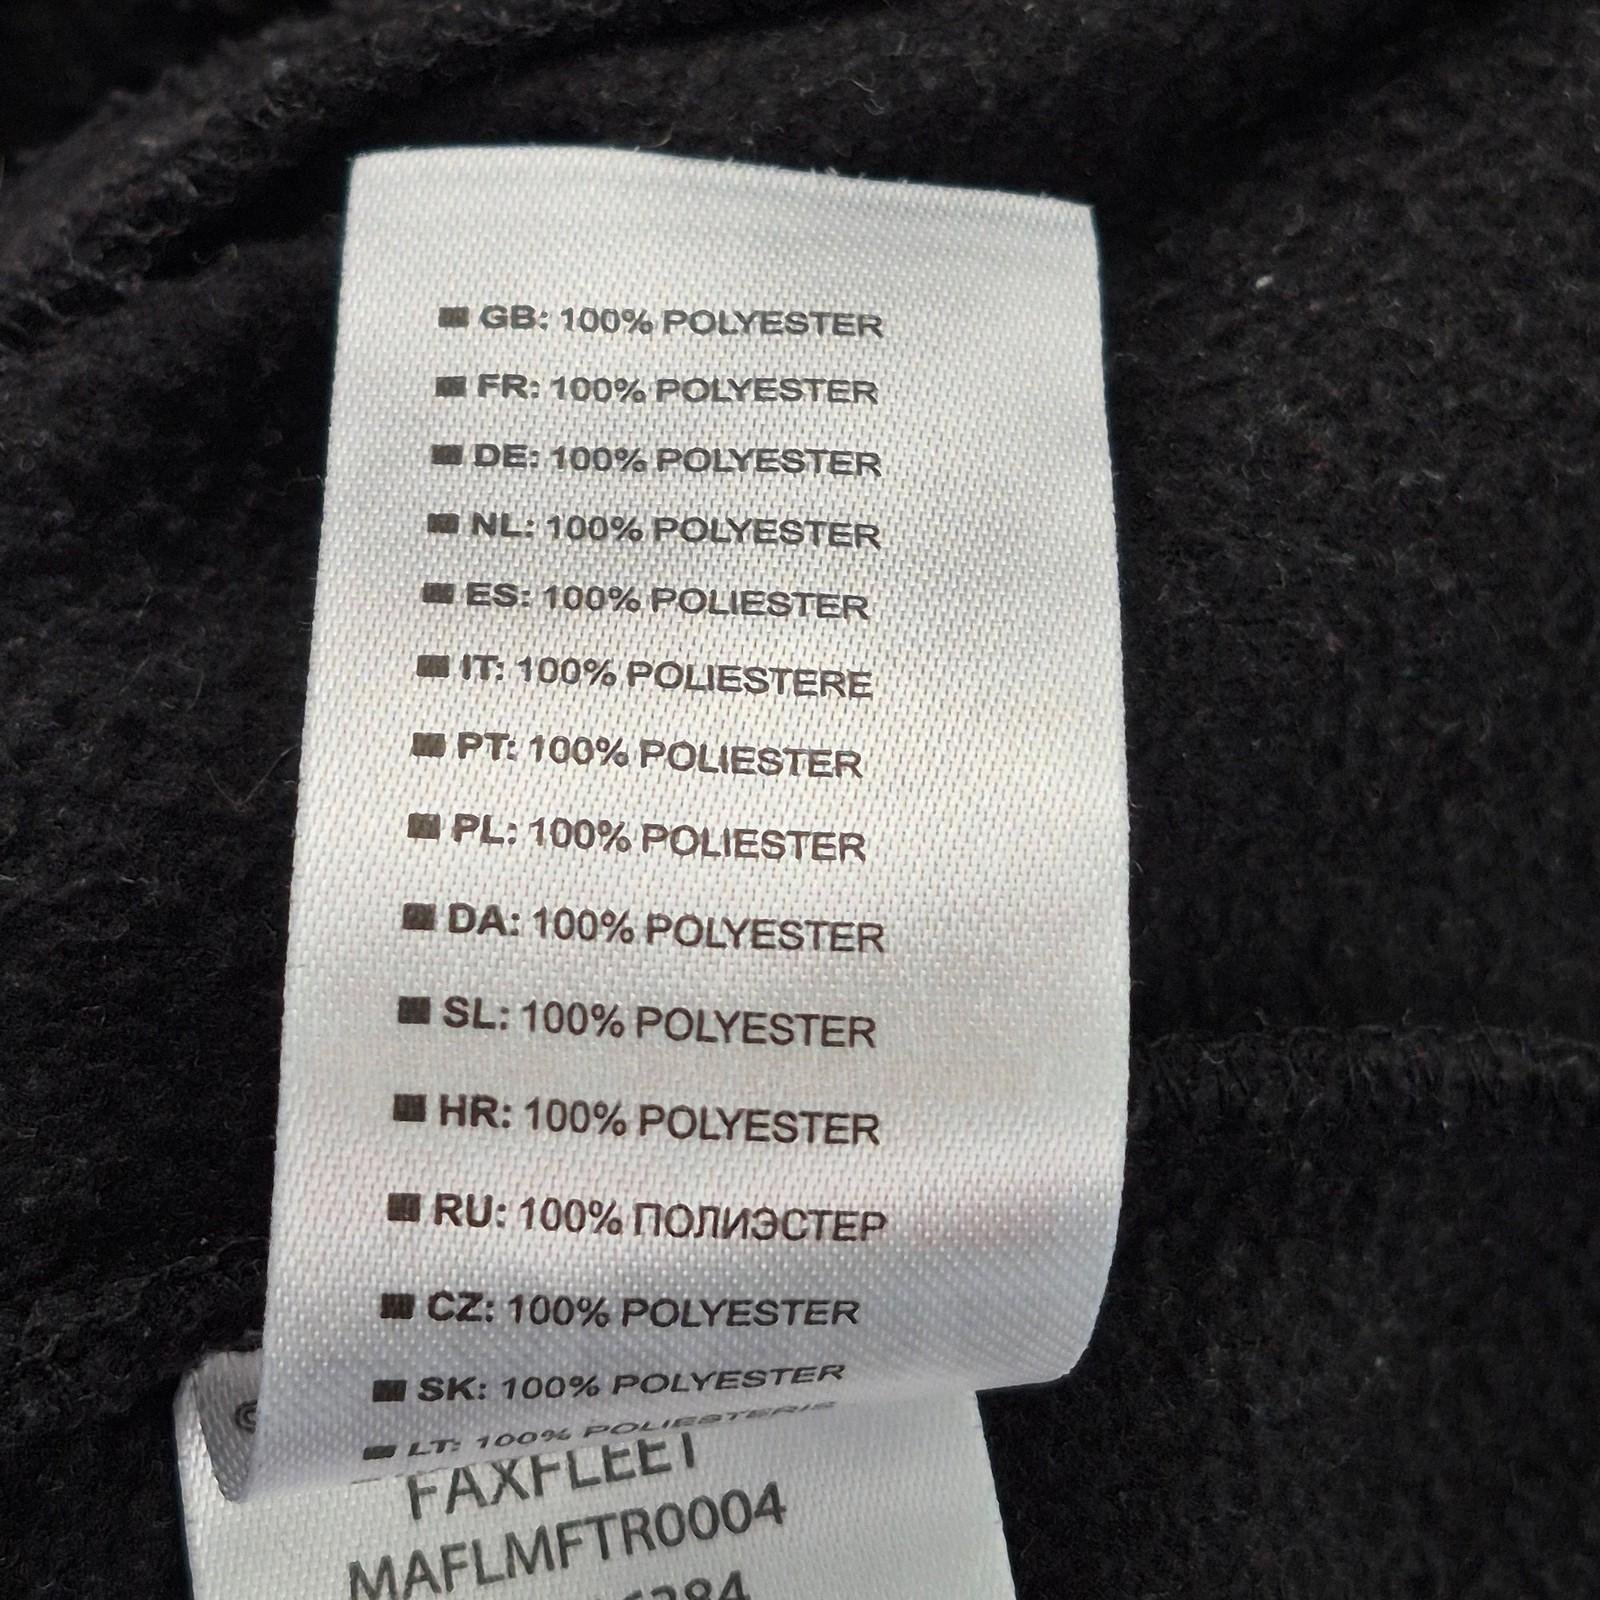 GB: 100% POLYESTER
FR: 100% POLYESTER
DE: 100% POLYESTER
NL: 100% POLYESTER
ES: 100% POLIESTER
IT: 100% POLIESTERE
PT: 100% POLIESTER
PL: 100% POLIESTER
DA: 100% POLYESTER
SL: 100% POLYESTER
HR: 100% POLYESTER
RU: 100% ПОЛИЭСТЕР
CZ: 100% POLYESTER
SK: 100% POLYESTER
LT: 100% POLIESTERIS
FAXFLEET
MAFLMFTR0004